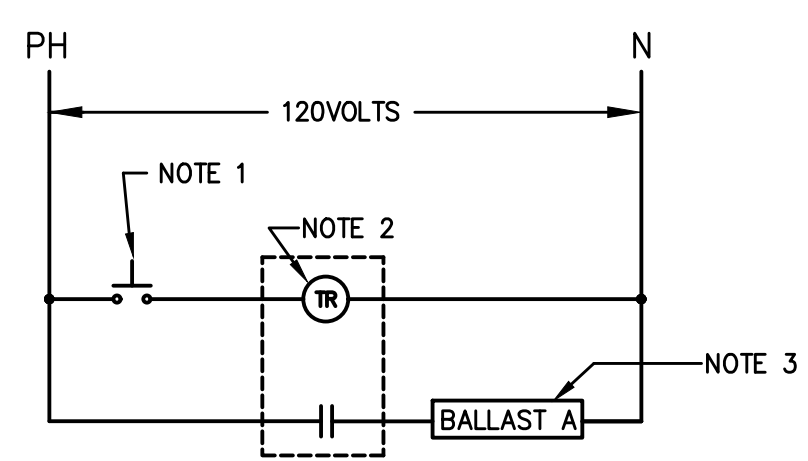 PH
N
120VOLTS
NOTE 1
NOTE 2
TR
NOTE 3
BALLAST A